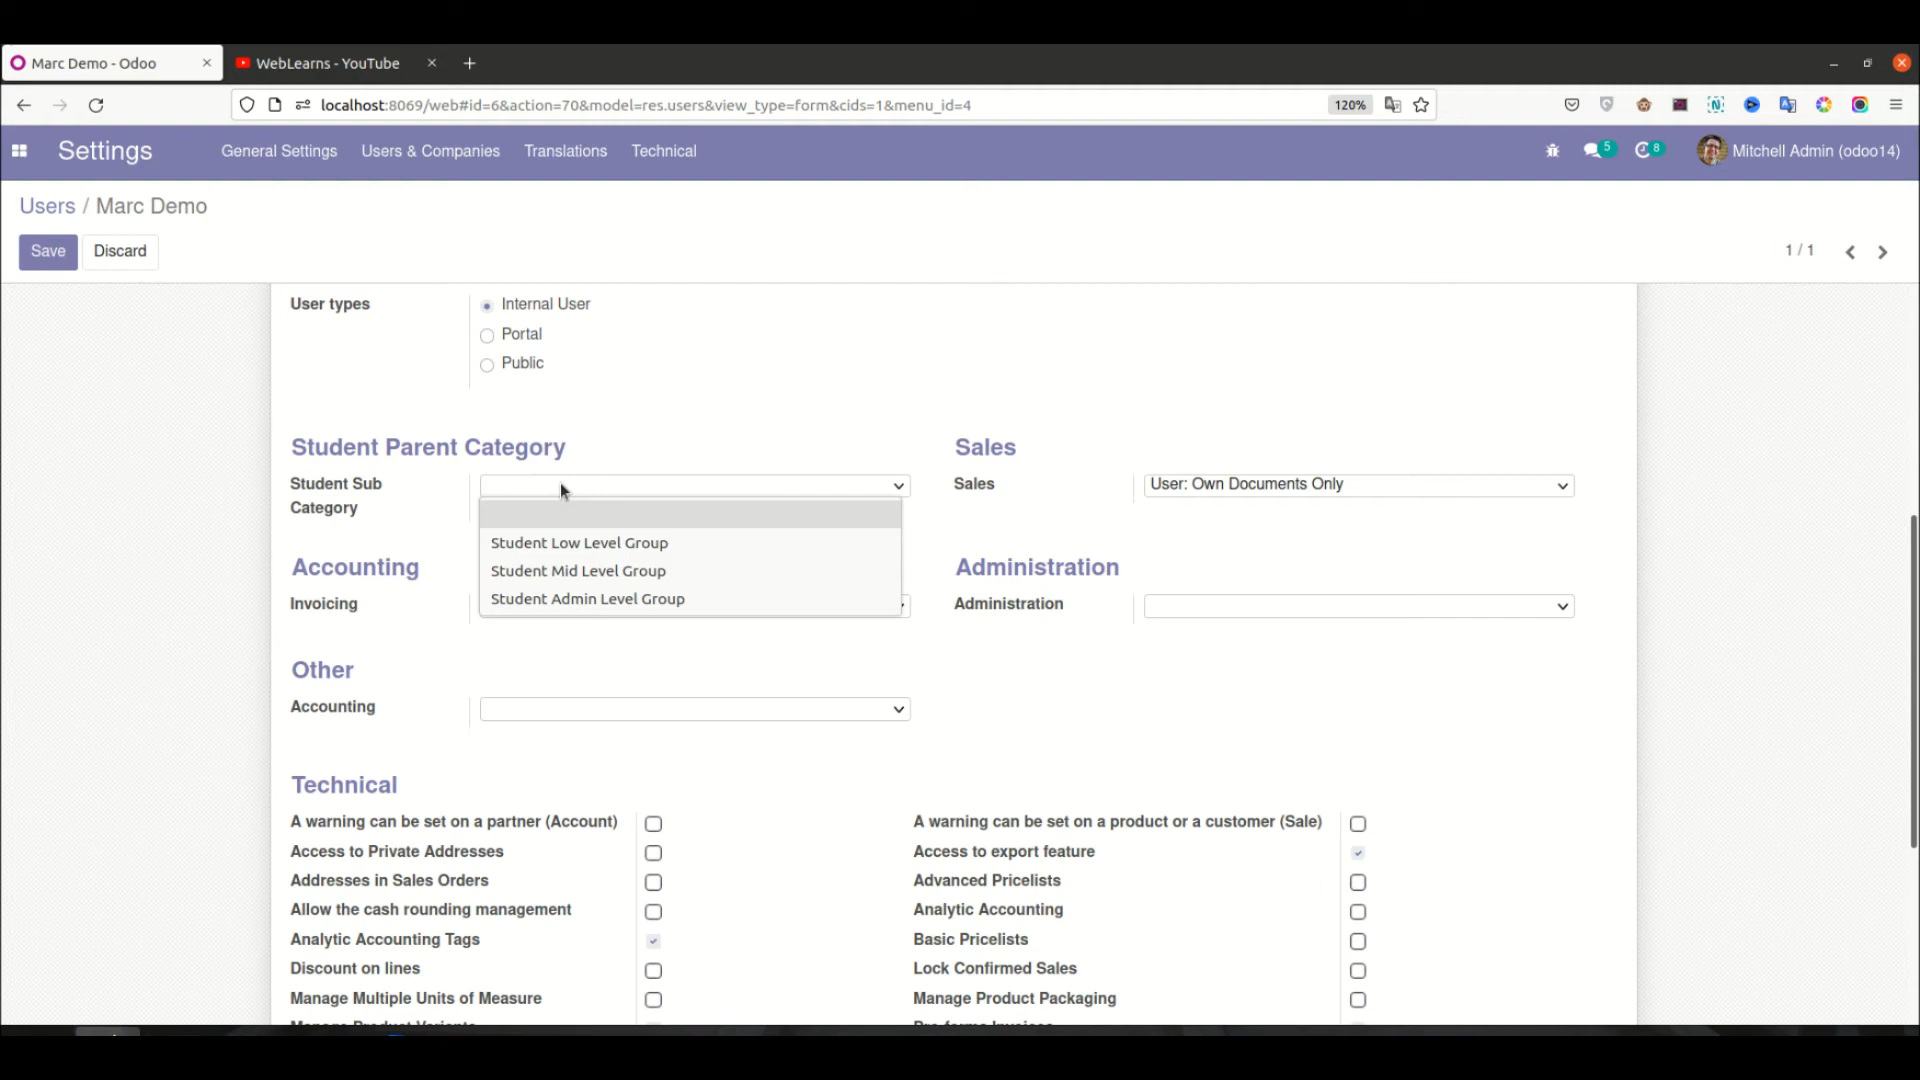 Marc Demo - Odoo
WebLearns - YouTube
localhost:8069/web#id=6&action=70&model=res.users&view_type=form&cids=1&menu_id=4
120%
Settings
General Settings
Users & Companies
Translations
Technical
5
8
Mitchell Admin (odoo14)
Users / Marc Demo
Save
Discard
1 / 1
User types
Internal User
Portal
Public
Student Parent Category
Sales
Student Sub
Category
Sales
User: Own Documents Only
Student Low Level Group
Student Mid Level Group
Student Admin Level Group
Accounting
Administration
Invoicing
Administration
Other
Accounting
Technical
A warning can be set on a partner (Account)
A warning can be set on a product or a customer (Sale)
Access to Private Addresses
Access to export feature
Addresses in Sales Orders
Advanced Pricelists
Allow the cash rounding management
Analytic Accounting
Analytic Accounting Tags
Basic Pricelists
Discount on lines
Lock Confirmed Sales
Manage Multiple Units of Measure
Manage Product Packaging